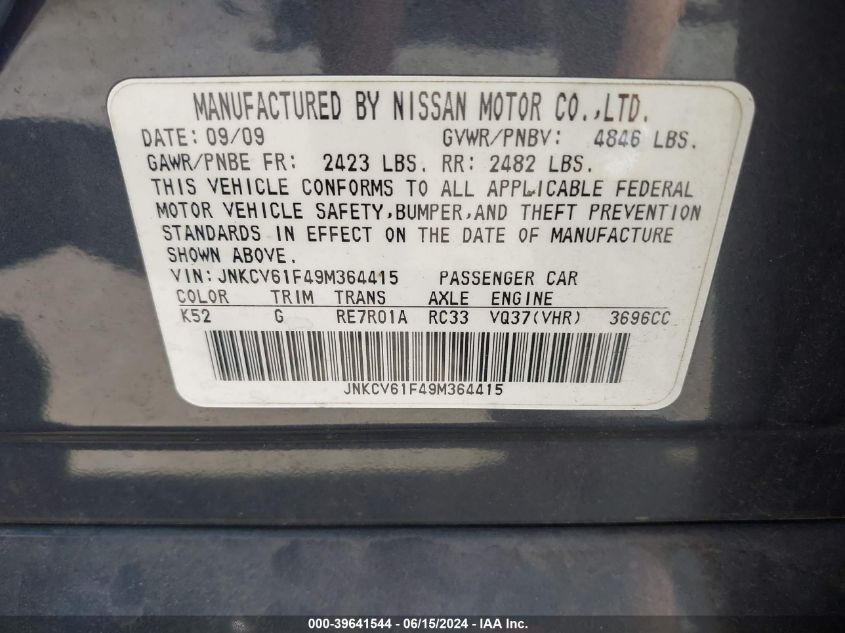 MANUFACTURED BY NISSAN MOTOR CO.,LTD.
DATE: 09/09 GVWR/PNBV: 4846 LBS.
GAWR/PNBE FR: 2423 LBS. RR: 2482 LBS.
THIS VEHICLE CONFORMS TO ALL APPLICABLE FEDERAL
MOTOR VEHICLE SAFETY,BUMPER,AND THEFT PREVENTION
STANDARDS IN EFFECT ON THE DATE OF MANUFACTURE
SHOWN ABOVE.
VIN: JNKCV61F49M364415 PASSENGER CAR
COLOR TRIM TRANS AXLE ENGINE
K52 G RE7R01A RC33 VQ37(VHR) 3696CC
JNKCV61F49M364415
000-39641544 - 06/15/2024 - IAA Inc.